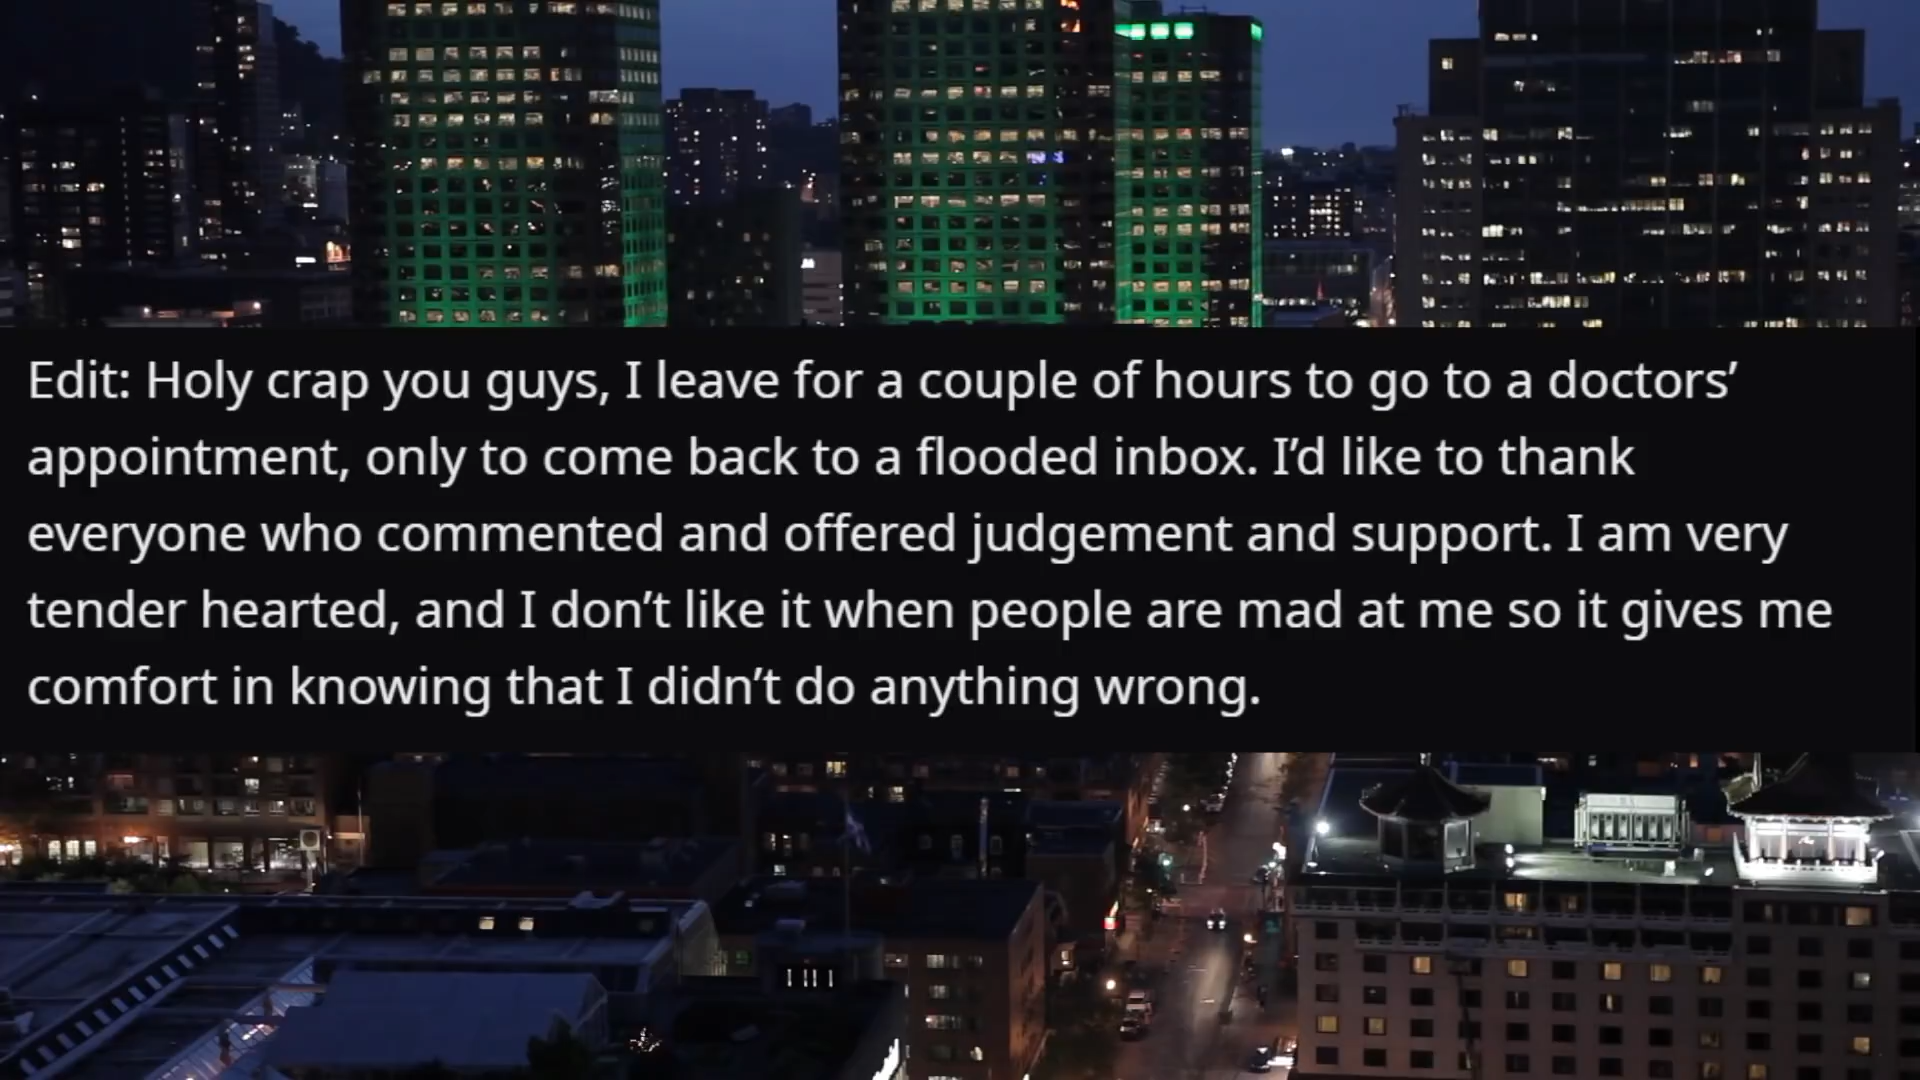 Edit: Holy crap you guys, I leave for a couple of hours to go to a doctors’
appointment, only to come back to a flooded inbox. I’d like to thank
everyone who commented and offered judgement and support. I am very
tender hearted, and I don’t like it when people are mad at me so it gives me
comfort in knowing that I didn’t do anything wrong.